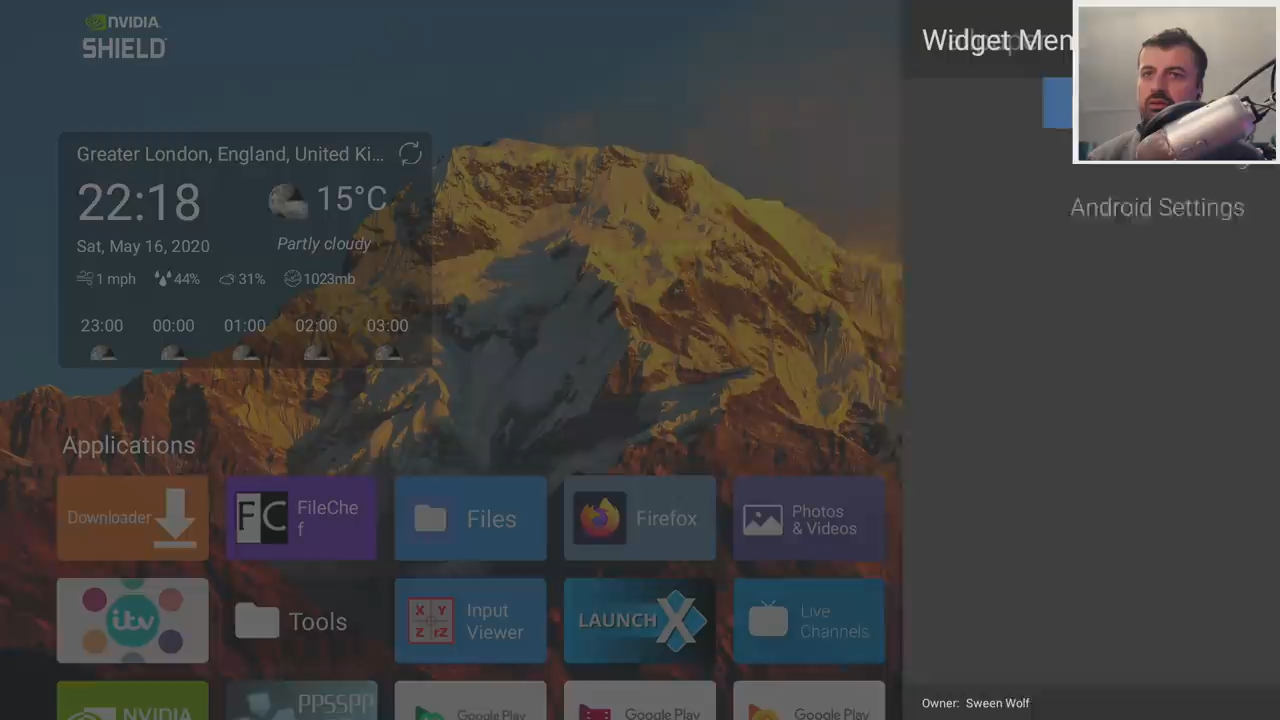 NVIDIA
SHIELD
Widget Men
Greater London, England, United Ki...
22:18
15°C
Sat, May 16, 2020
Partly cloudy
1 mph
44%
31%
1023mb
23:00
00:00
01:00
02:00
03:00
Android Settings
Applications
Downloader
FC
FileChe
f
Files
Firefox
Photos
& Videos
itv
Tools
X Y
Z rZ
Input
Viewer
LAUNCH X
Live
Channels
NVIDIA
PPSSPP
Google Play
Google Play
Google Play
Owner: Sween Wolf